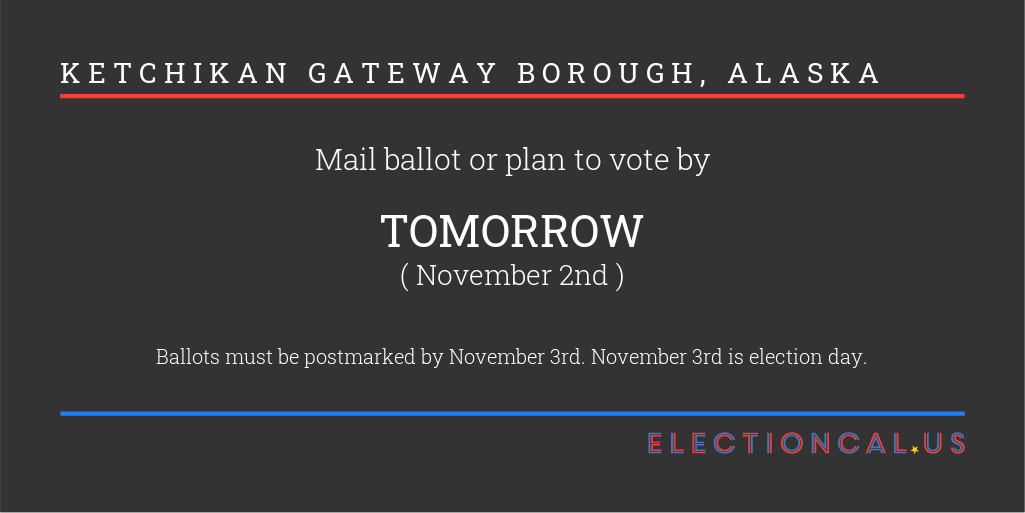 KETCHIKAN GATEWAY BOROUGH, ALASKA
Mail ballot or plan to vote by
TOMORROW
( November 2nd )
Ballots must be postmarked by November 3rd. November 3rd is election day.
ELECTIONCAL.US